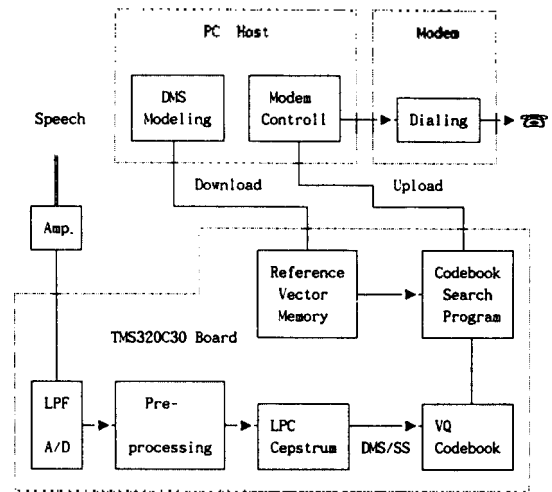 PC Host
Modem
DMS
Modeling
Modem
Controll
Dialing
Speech
Download
Upload
Amp.
Reference
Vector
Memory
Codebook
Search
Program
TMS320C30 Board
LPF
A/D
Pre-
processing
LPC
Cepstrum
DMS/SS
VQ
Codebook